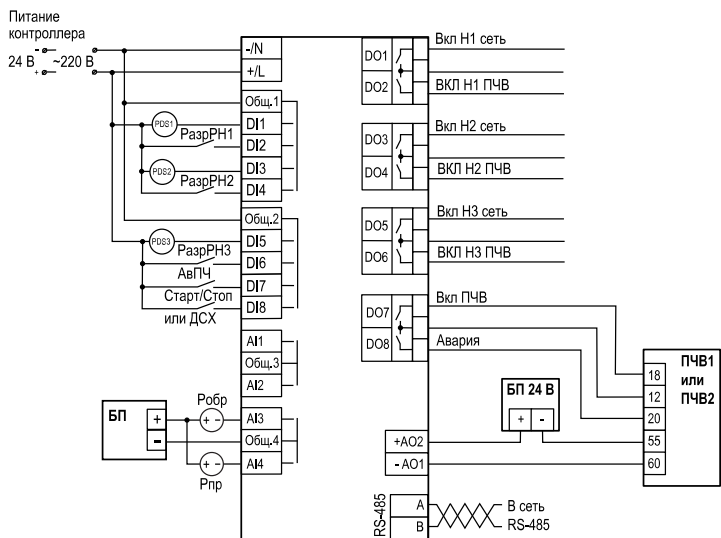 Питание
контроллера
- -/N
24 В ~220 В
+ +/L
Общ.1
PDS1 DI1
РазрРН1 DI2
PDS2 DI3
РазрРН2 DI4
Общ.2
PDS3 DI5
РазрРН3 DI6
АвПЧ DI7
Старт/Стоп DI8
или ДСХ
AI1
Общ.3
AI2
Робр
БП + + - AI3
- Общ.4
+ - AI4
Рпр
DO1 Вкл Н1 сеть
DO2 ВКЛ Н1 ПЧВ
DO3 Вкл Н2 сеть
DO4 ВКЛ Н2 ПЧВ
DO5 Вкл Н3 сеть
DO6 ВКЛ Н3 ПЧВ
DO7 Вкл ПЧВ
DO8 Авария
БП 24 В
+ -
+AO2
- AO1
ПЧВ1
или
ПЧВ2
18
12
20
55
60
RS-485
A В сеть
B RS-485